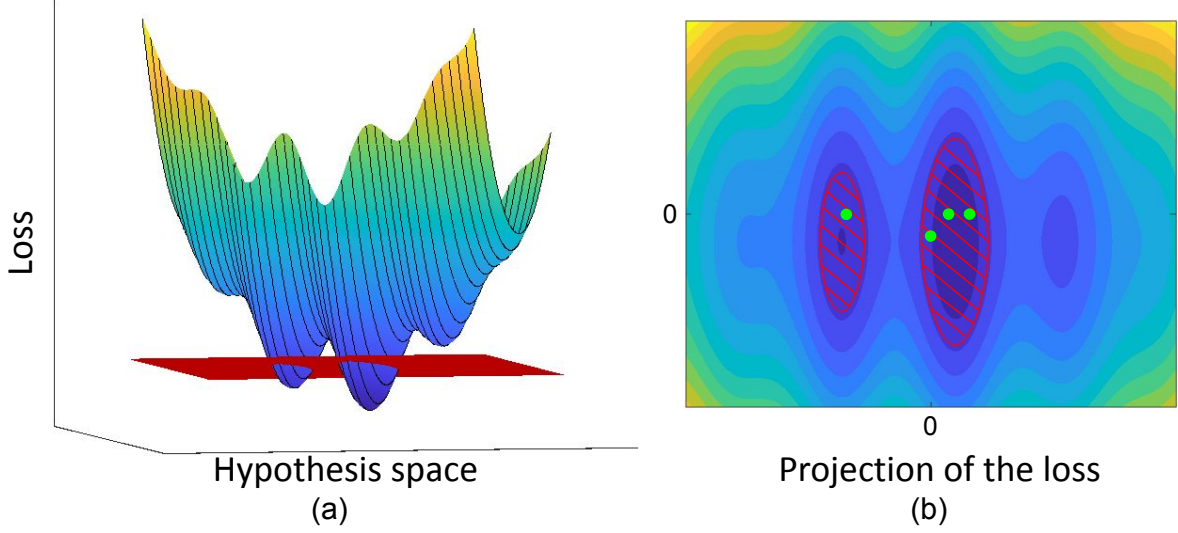 Loss
Hypothesis space
(a)
0
0
Projection of the loss
(b)